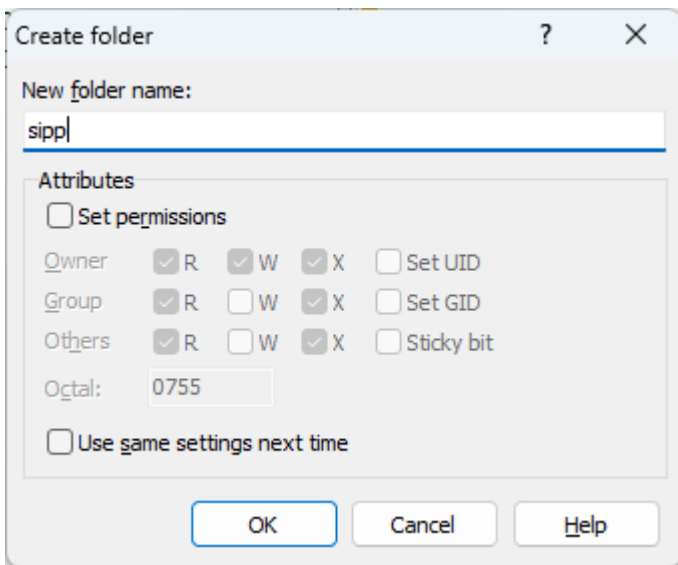 Create folder ?
New folder name:
sipp
Attributes
Set permissions
Owner R W X Set UID
Group R W X Set GID
Others R W X Sticky bit
Octal: 0755
Use same settings next time
OK Cancel Help